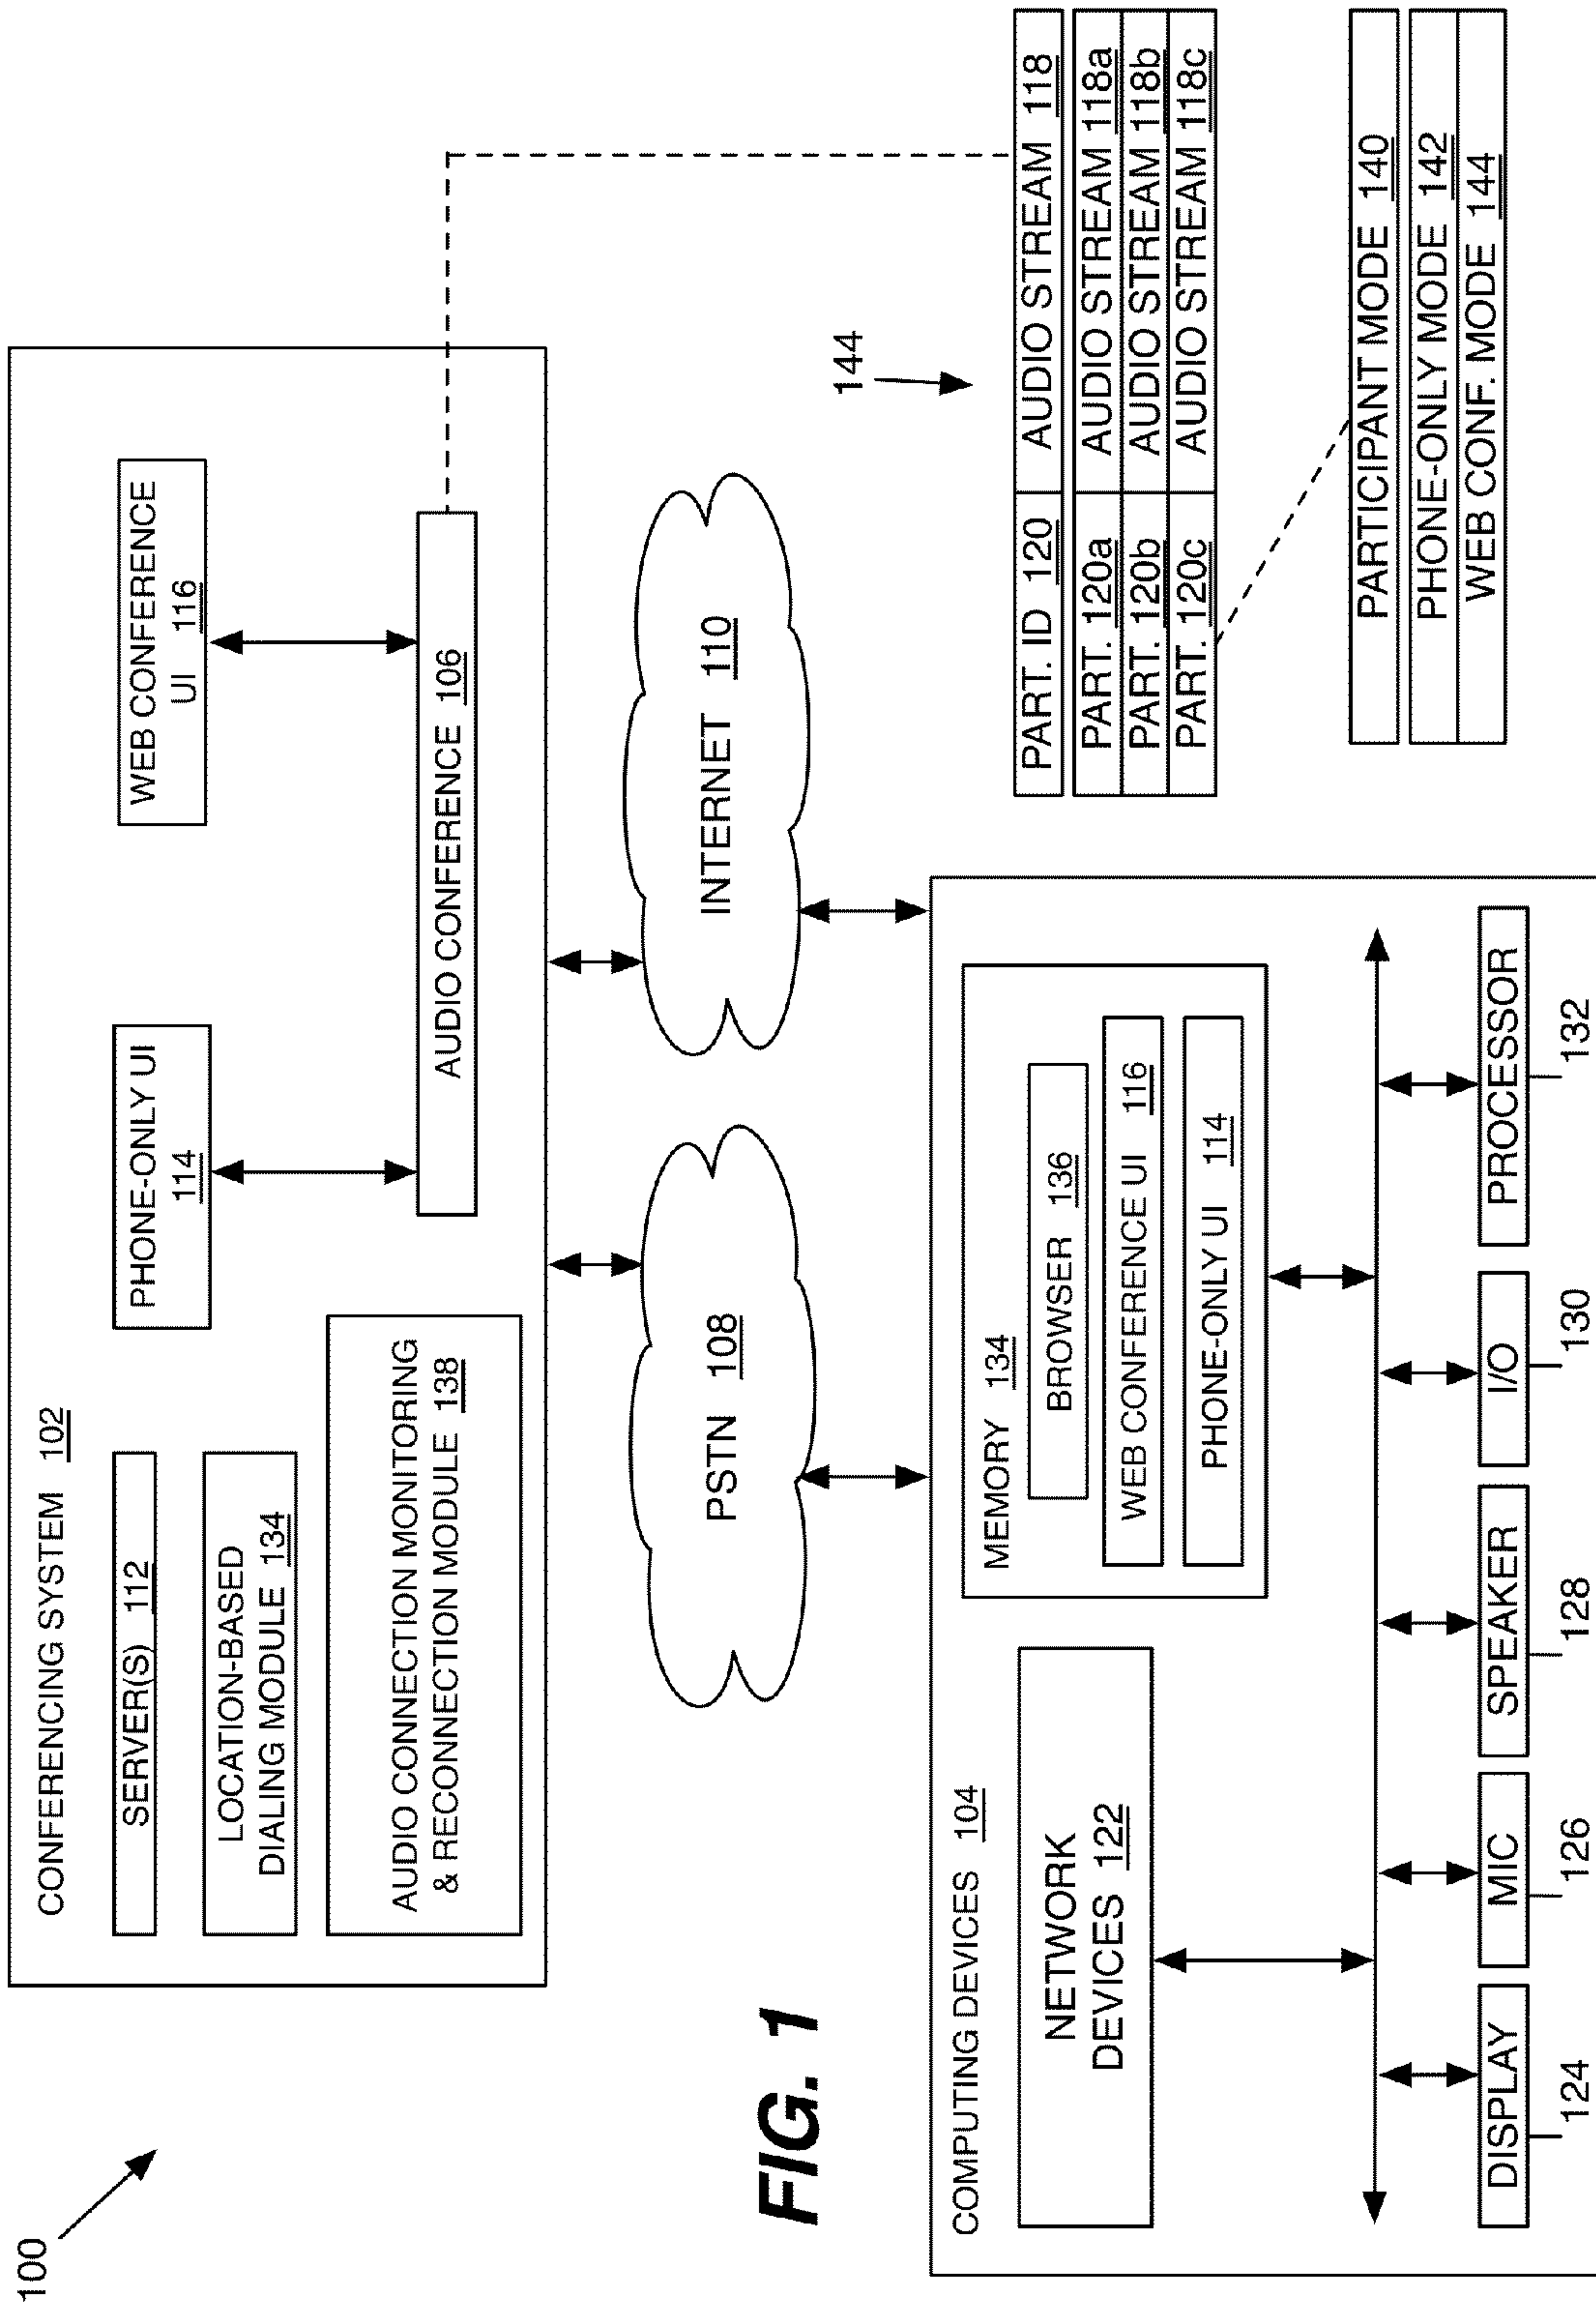 100
CONFERENCING SYSTEM 102
SERVER(S) 112
LOCATION-BASED
DIALING MODULE 134
AUDIO CONNECTION MONITORING
& RECONNECTION MODULE 138
PHONE-ONLY UI
114
WEB CONFERENCE
UI 116
AUDIO CONFERENCE 106
PSTN 108
INTERNET 110
FIG. 1
144
PART. ID 120 AUDIO STREAM 118
PART. 120a AUDIO STREAM 118a
PART. 120b AUDIO STREAM 118b
PART. 120c AUDIO STREAM 118c
PARTICIPANT MODE 140
PHONE-ONLY MODE 142
WEB CONF. MODE 144
COMPUTING DEVICES 104
NETWORK
DEVICES 122
MEMORY 134
BROWSER 136
WEB CONFERENCE UI 116
PHONE-ONLY UI 114
DISPLAY
MIC
SPEAKER
I/O
PROCESSOR
124
126
128
130
132